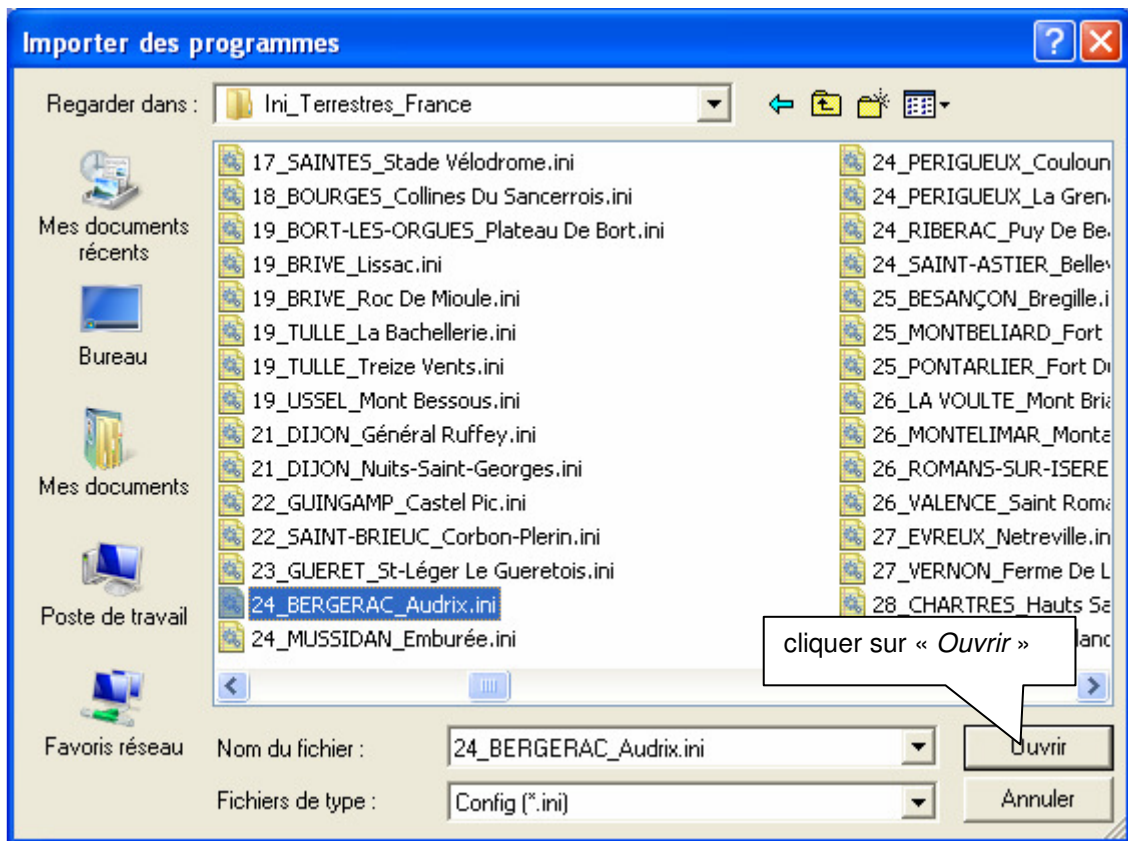 Importer des programmes
Regarder dans :
Ini_Terrestres_France
Mes documents
récents
Bureau
Mes documents
Poste de travail
Favoris réseau
17_SAINTES_Stade Vélodrome.ini
18_BOURGES_Collines Du Sancerrois.ini
19_BORT-LES-ORGUES_Plateau De Bort.ini
19_BRIVE_Lissac.ini
19_BRIVE_Roc De Mioule.ini
19_TULLE_La Bachellerie.ini
19_TULLE_Treize Vents.ini
19_USSEL_Mont Bessous.ini
21_DIJON_Général Ruffey.ini
21_DIJON_Nuits-Saint-Georges.ini
22_GUINGAMP_Castel Pic.ini
22_SAINT-BRIEUC_Corbon-Plerin.ini
23_GUERET_St-Léger Le Gueretois.ini
24_BERGERAC_Audrix.ini
24_MUSSIDAN_Emburée.ini
24_PERIGUEUX_Couloun
24_PERIGUEUX_La Gren
24_RIBERAC_Puy De Be
24_SAINT-ASTIER_Belle
25_BESANÇON_Bregille.i
25_MONTBELIARD_Fort
25_PONTARLIER_Fort D
26_LA VOULTE_Mont Bria
26_MONTELIMAR_Monta
26_ROMANS-SUR-ISERE
26_VALENCE_Saint Roma
27_EVREUX_Netreville.in
27_VERNON_Ferme De L
28_CHARTRES_Hauts Sa
cliquer sur « Ouvrir »
Nom du fichier :
24_BERGERAC_Audrix.ini
Ouvrir
Fichiers de type :
Config (*.ini)
Annuler